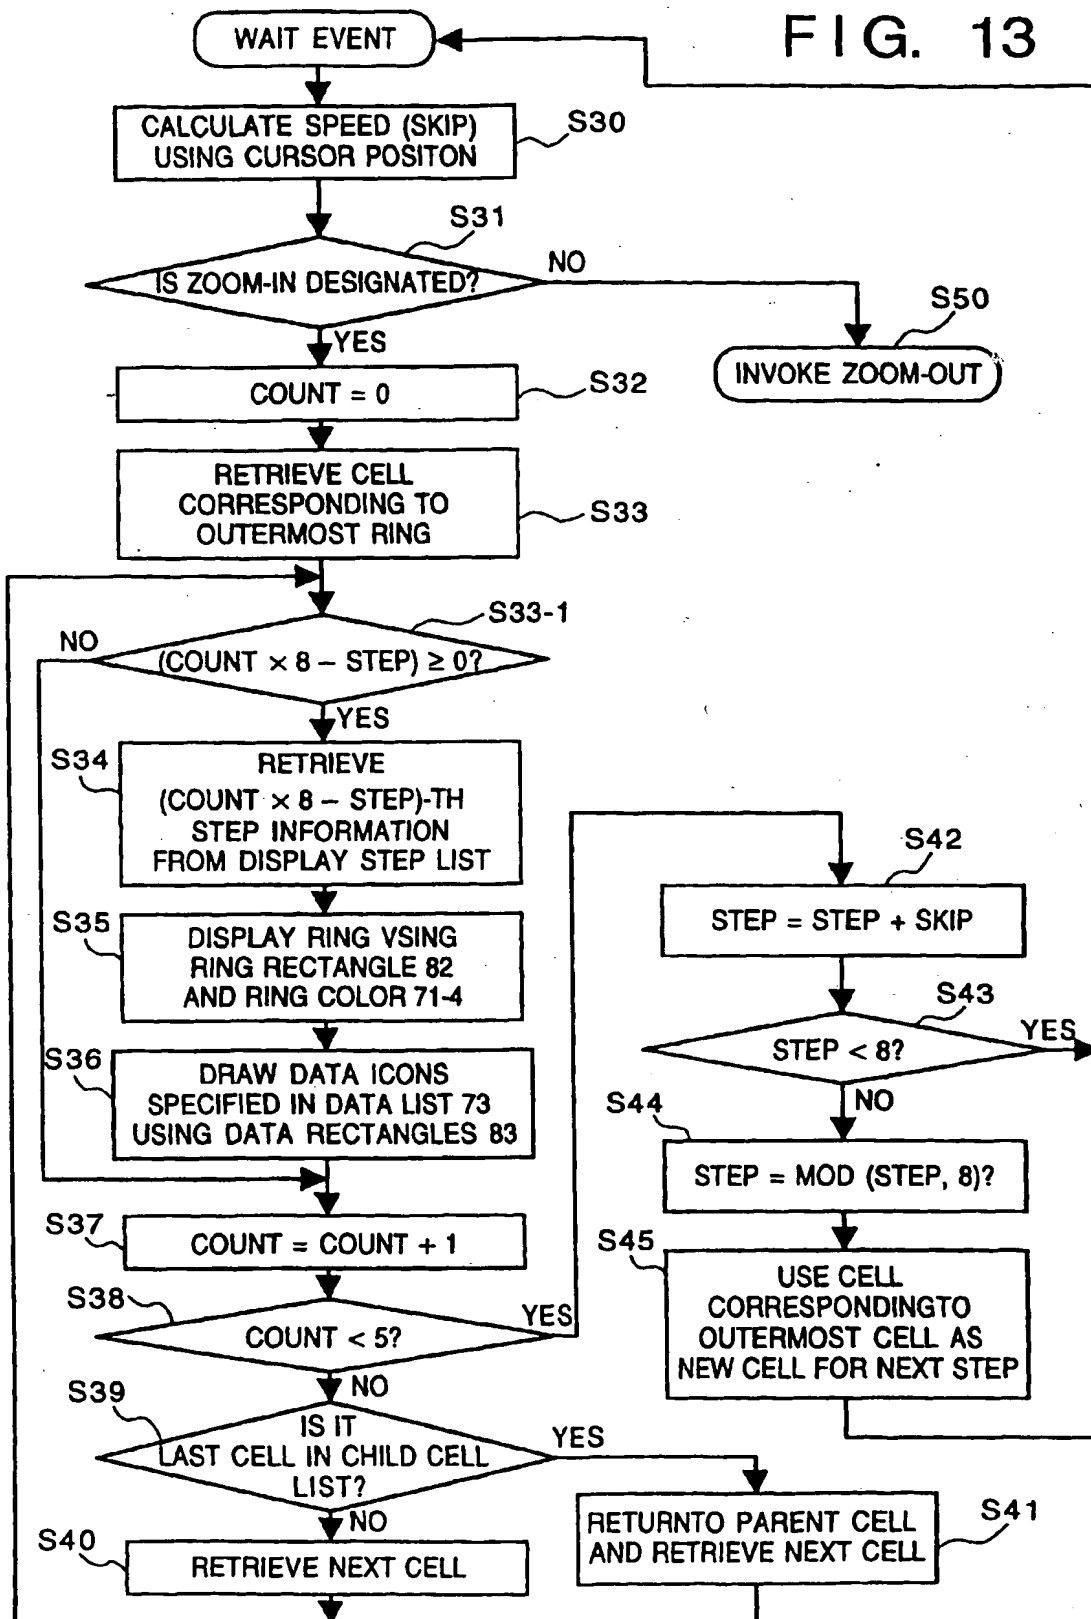 FIG. 13
WAIT EVENT
CALCULATE SPEED (SKIP)
USING CURSOR POSITON
S30
S31
IS ZOOM-IN DESIGNATED?
NO
YES
S50
INVOKE ZOOM-OUT
COUNT = 0
S32
RETRIEVE CELL
CORRESPONDING TO
OUTERMOST RING
S33
S33-1
NO
(COUNT × 8 – STEP) ≥ 0?
YES
S34
RETRIEVE
(COUNT × 8 – STEP)-TH
STEP INFORMATION
FROM DISPLAY STEP LIST
S35
DISPLAY RING VSING
RING RECTANGLE 82
AND RING COLOR 71-4
S36
DRAW DATA ICONS
SPECIFIED IN DATA LIST 73
USING DATA RECTANGLES 83
S37
COUNT = COUNT + 1
S38
COUNT < 5?
YES
NO
S39
IS IT
LAST CELL IN CHILD CELL
LIST?
YES
NO
S40
RETRIEVE NEXT CELL
RETURNTO PARENT CELL
AND RETRIEVE NEXT CELL
S41
S42
STEP = STEP + SKIP
S43
STEP < 8?
YES
NO
S44
STEP = MOD (STEP, 8)?
S45
USE CELL
CORRESPONDINGTO
OUTERMOST CELL AS
NEW CELL FOR NEXT STEP